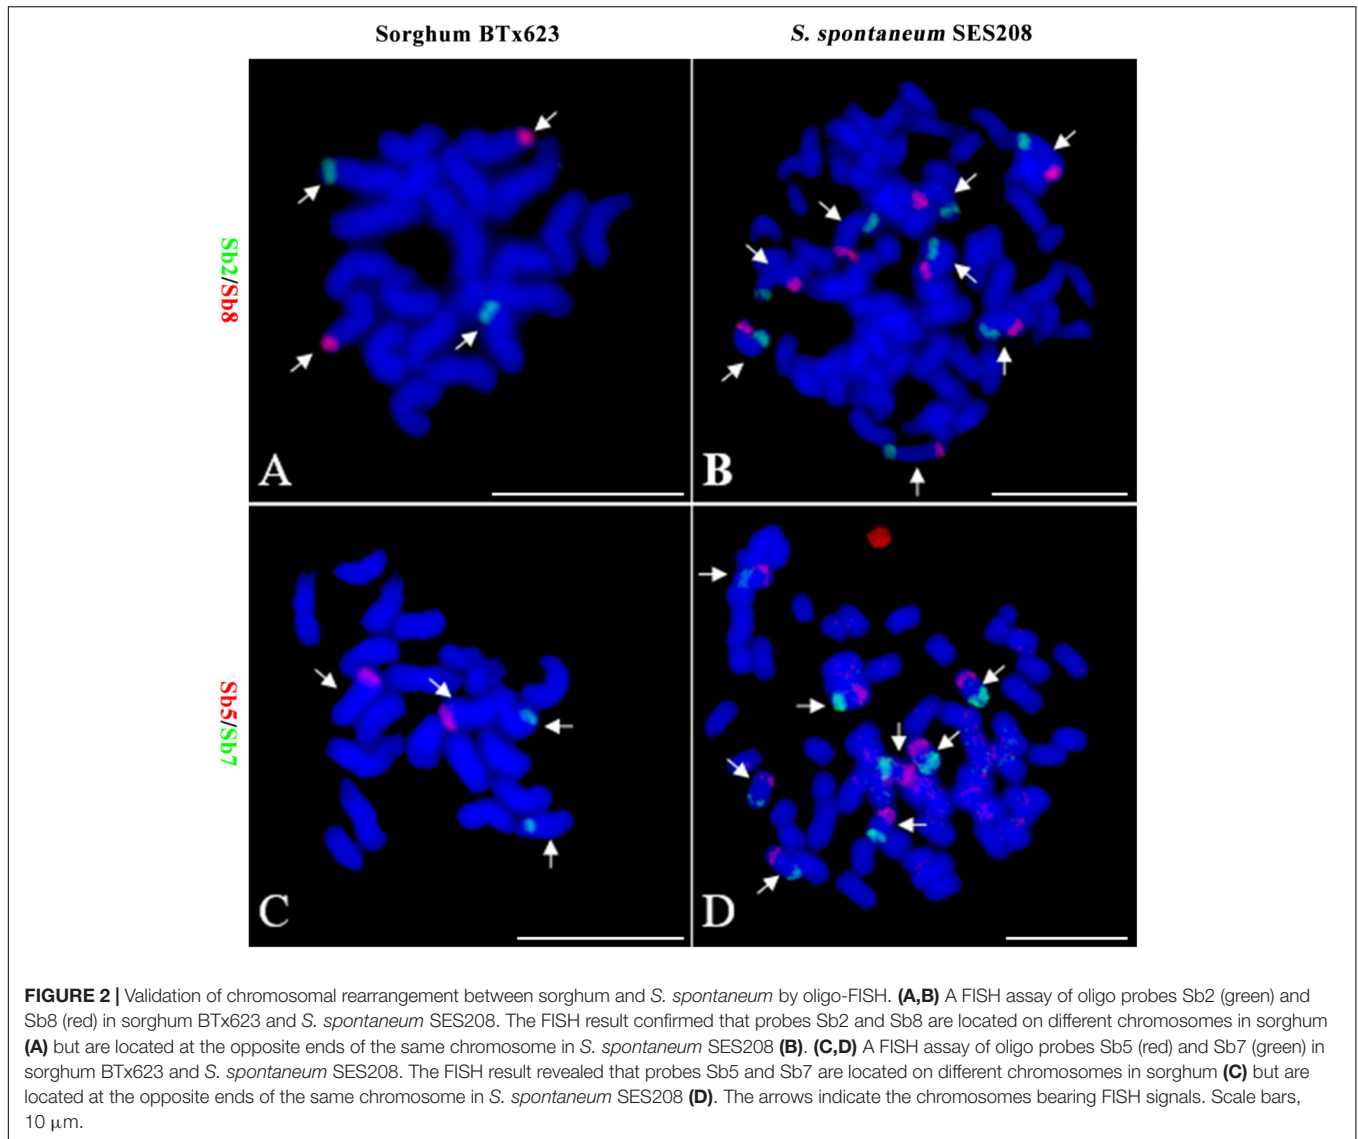 Sorghum BTx623
S. spontaneum SES208
Sb2/Sb8
A
B
Sb5/Sb7
C
D
FIGURE 2 | Validation of chromosomal rearrangement between sorghum and S. spontaneum by oligo-FISH. (A,B) A FISH assay of oligo probes Sb2 (green) and
Sb8 (red) in sorghum BTx623 and S. spontaneum SES208. The FISH result confirmed that probes Sb2 and Sb8 are located on different chromosomes in sorghum
(A) but are located at the opposite ends of the same chromosome in S. spontaneum SES208 (B). (C,D) A FISH assay of oligo probes Sb5 (red) and Sb7 (green) in
sorghum BTx623 and S. spontaneum SES208. The FISH result revealed that probes Sb5 and Sb7 are located on different chromosomes in sorghum (C) but are
located at the opposite ends of the same chromosome in S. spontaneum SES208 (D). The arrows indicate the chromosomes bearing FISH signals. Scale bars,
10 μm.